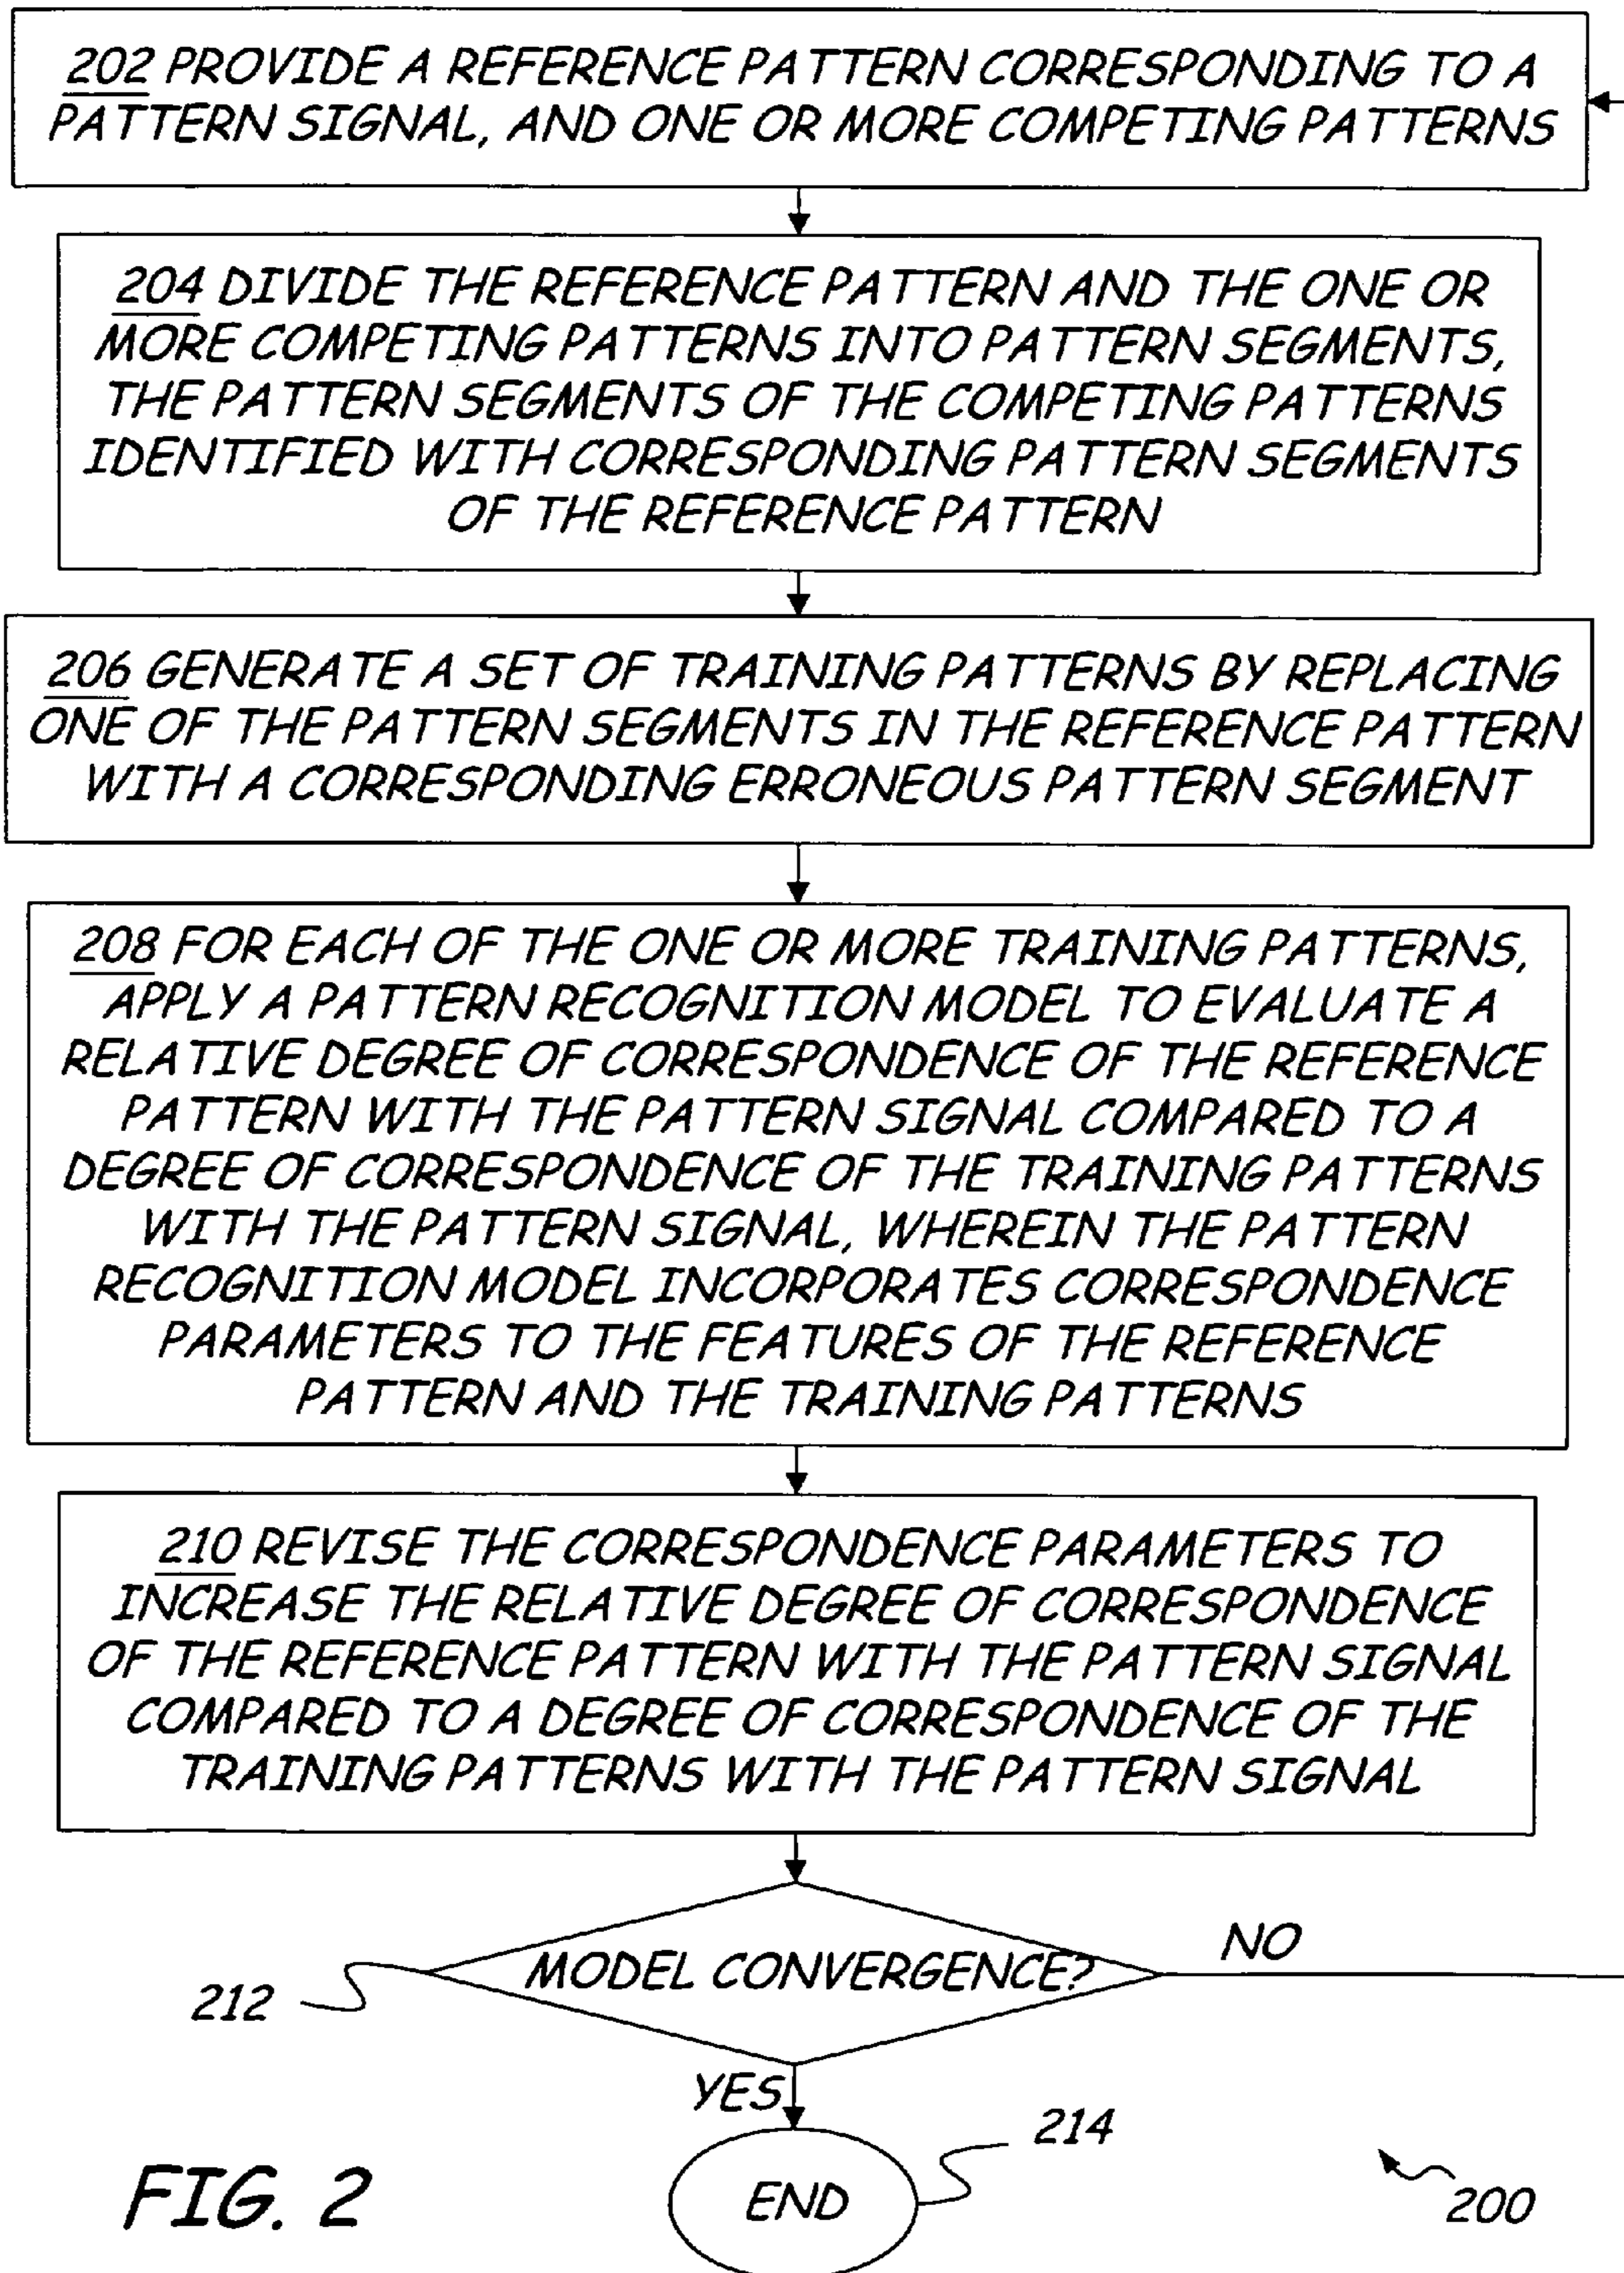 202 PROVIDE A REFERENCE PATTERN CORRESPONDING TO A
PATTERN SIGNAL, AND ONE OR MORE COMPETING PATTERNS
204 DIVIDE THE REFERENCE PATTERN AND THE ONE OR
MORE COMPETING PATTERNS INTO PATTERN SEGMENTS,
THE PATTERN SEGMENTS OF THE COMPETING PATTERNS
IDENTIFIED WITH CORRESPONDING PATTERN SEGMENTS
OF THE REFERENCE PATTERN
206 GENERATE A SET OF TRAINING PATTERNS BY REPLACING
ONE OF THE PATTERN SEGMENTS IN THE REFERENCE PATTERN
WITH A CORRESPONDING ERRONEOUS PATTERN SEGMENT
208 FOR EACH OF THE ONE OR MORE TRAINING PATTERNS,
APPLY A PATTERN RECOGNITION MODEL TO EVALUATE A
RELATIVE DEGREE OF CORRESPONDENCE OF THE REFERENCE
PATTERN WITH THE PATTERN SIGNAL COMPARED TO A
DEGREE OF CORRESPONDENCE OF THE TRAINING PATTERNS
WITH THE PATTERN SIGNAL, WHEREIN THE PATTERN
RECOGNITION MODEL INCORPORATES CORRESPONDENCE
PARAMETERS TO THE FEATURES OF THE REFERENCE
PATTERN AND THE TRAINING PATTERNS
210 REVISE THE CORRESPONDENCE PARAMETERS TO
INCREASE THE RELATIVE DEGREE OF CORRESPONDENCE
OF THE REFERENCE PATTERN WITH THE PATTERN SIGNAL
COMPARED TO A DEGREE OF CORRESPONDENCE OF THE
TRAINING PATTERNS WITH THE PATTERN SIGNAL
NO
MODEL CONVERGENCE?
212
YES
214
END
200
FIG. 2